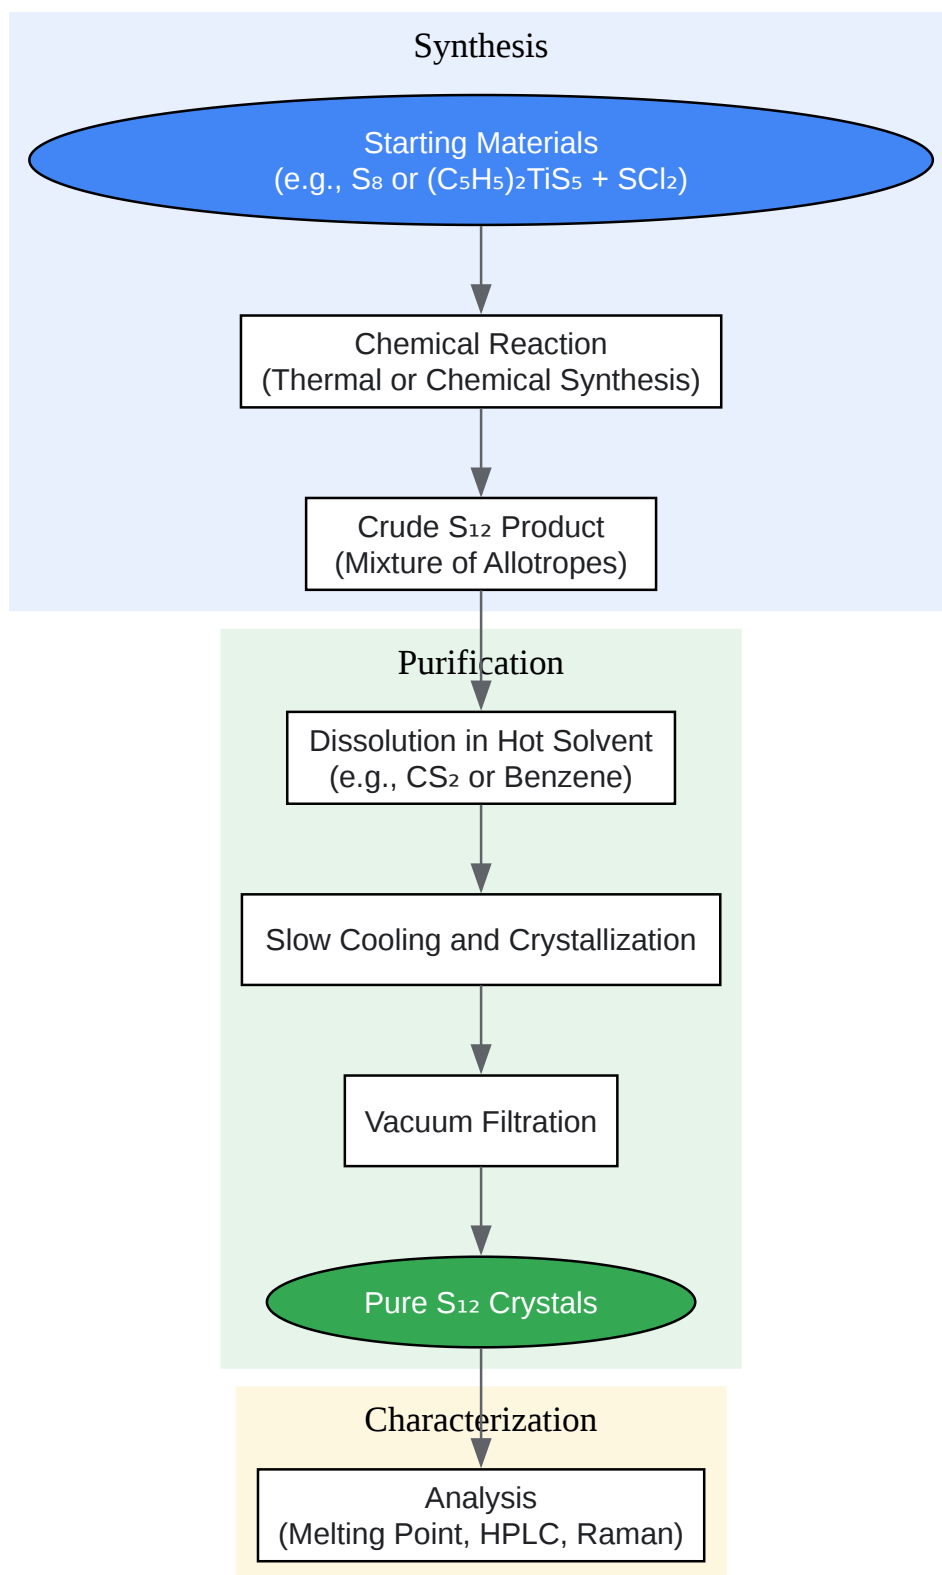 Synthesis
Starting Materials
(e.g., S₈ or (C₅H₅)₂TiS₅ + SCl₂)
Chemical Reaction
(Thermal or Chemical Synthesis)
Crude S₁₂ Product
(Mixture of Allotropes)
Purification
Dissolution in Hot Solvent
(e.g., CS₂ or Benzene)
Slow Cooling and Crystallization
Vacuum Filtration
Pure S₁₂ Crystals
Characterization
Analysis
(Melting Point, HPLC, Raman)